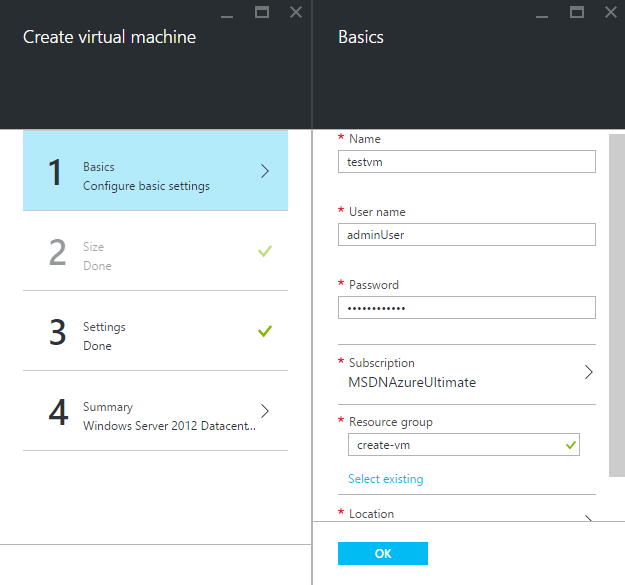 Create virtual machine
1
Basics
Configure basic settings
2
Size
Done
3
Settings
Done
4
Summary
Windows Server 2012 Datacent...
Basics
* Name
testvm
* User name
adminUser
* Password
••••••••••••
* Subscription
MSDNAzureUltimate
* Resource group
create-vm
Select existing
* Location
OK